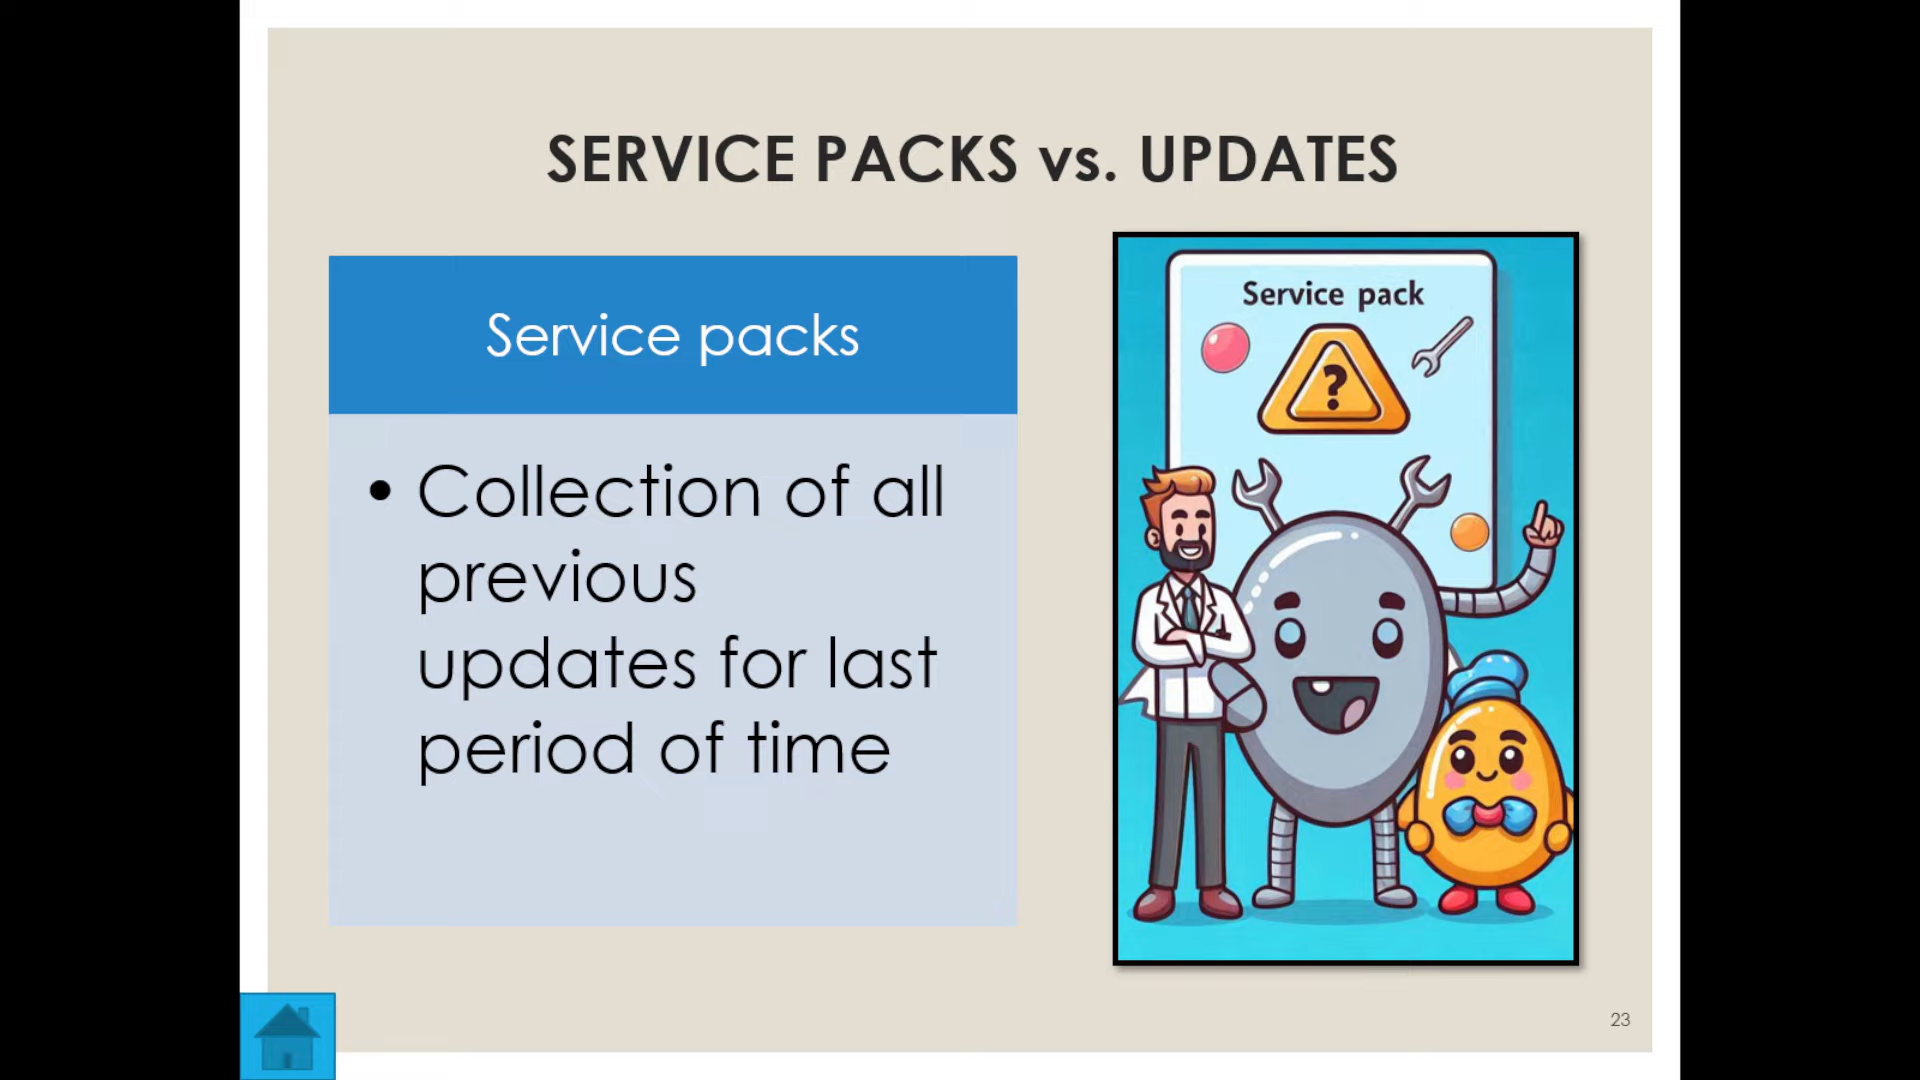 SERVICE PACKS vs. UPDATES
Service packs
• Collection of all
previous
updates for last
period of time
Service pack
?
23